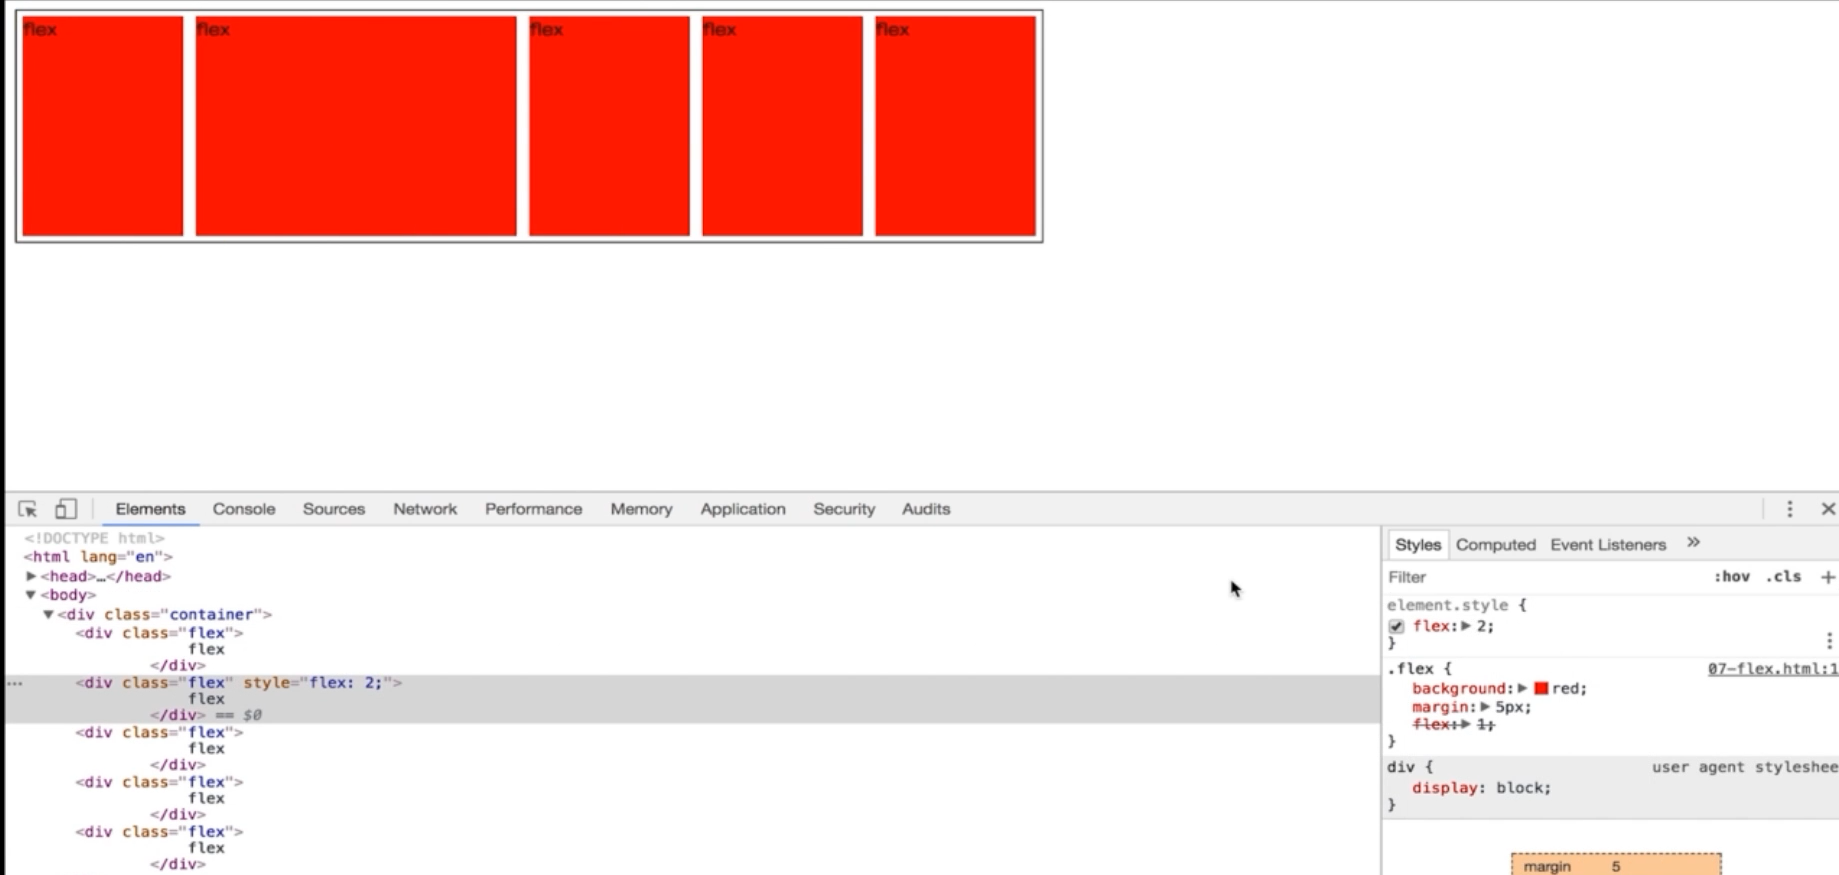 flex flex flex flex flex
Elements Console Sources Network Performance Memory Application Security Audits
<!DOCTYPE html>
<html lang="en">
<head>…</head>
<body>
<div class="container">
<div class="flex">
flex
</div>
<div class="flex" style="flex: 2;">
flex
</div> == $0
<div class="flex">
flex
</div>
<div class="flex">
flex
</div>
<div class="flex">
flex
</div>
Styles Computed Event Listeners »
Filter :hov .cls +
element.style {
flex: 2;
}
.flex { 07-flex.html:1
background: red;
margin: 5px;
flex: 1;
}
div { user agent styleshee
display: block;
}
margin 5